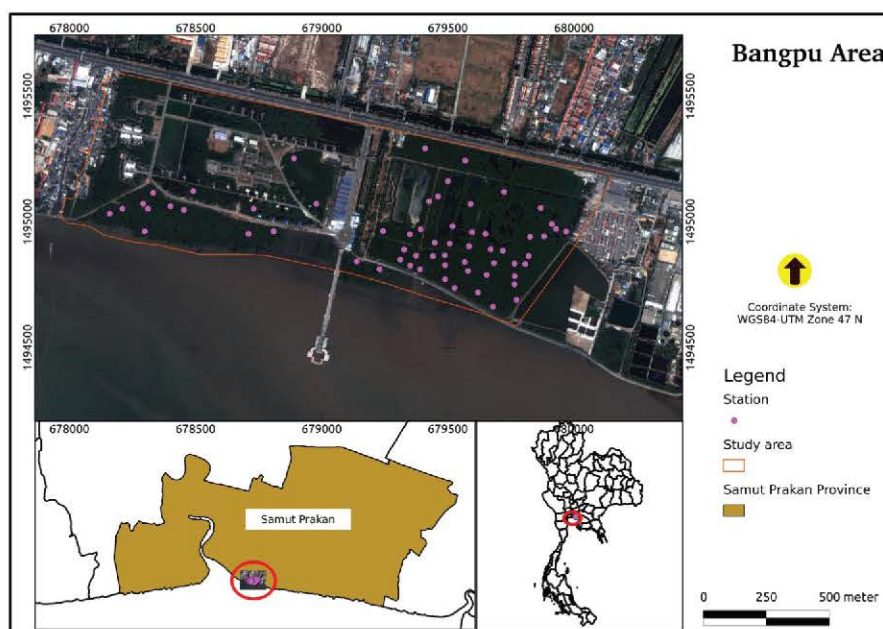 678000 678500 679000 679500 680000
Bangpu Area
1495500 1495500
1495000 1495000
1494500 1494500
Coordinate System:
WGS84-UTM Zone 47 N
Legend
Station
Study area
Samut Prakan Province
678000 678500 679000 679500 680000
Samut Prakan
0 250 500 meter